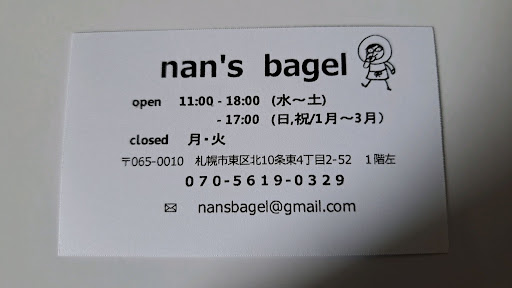 nan's bagel
open 11:00 - 18:00 (水～土)
- 17:00 (日,祝/1月～3月)
closed 月・火
〒065-0010 札幌市東区北10条東4丁目2-52 1階左
070-5619-0329
✉ nansbagel@gmail.com